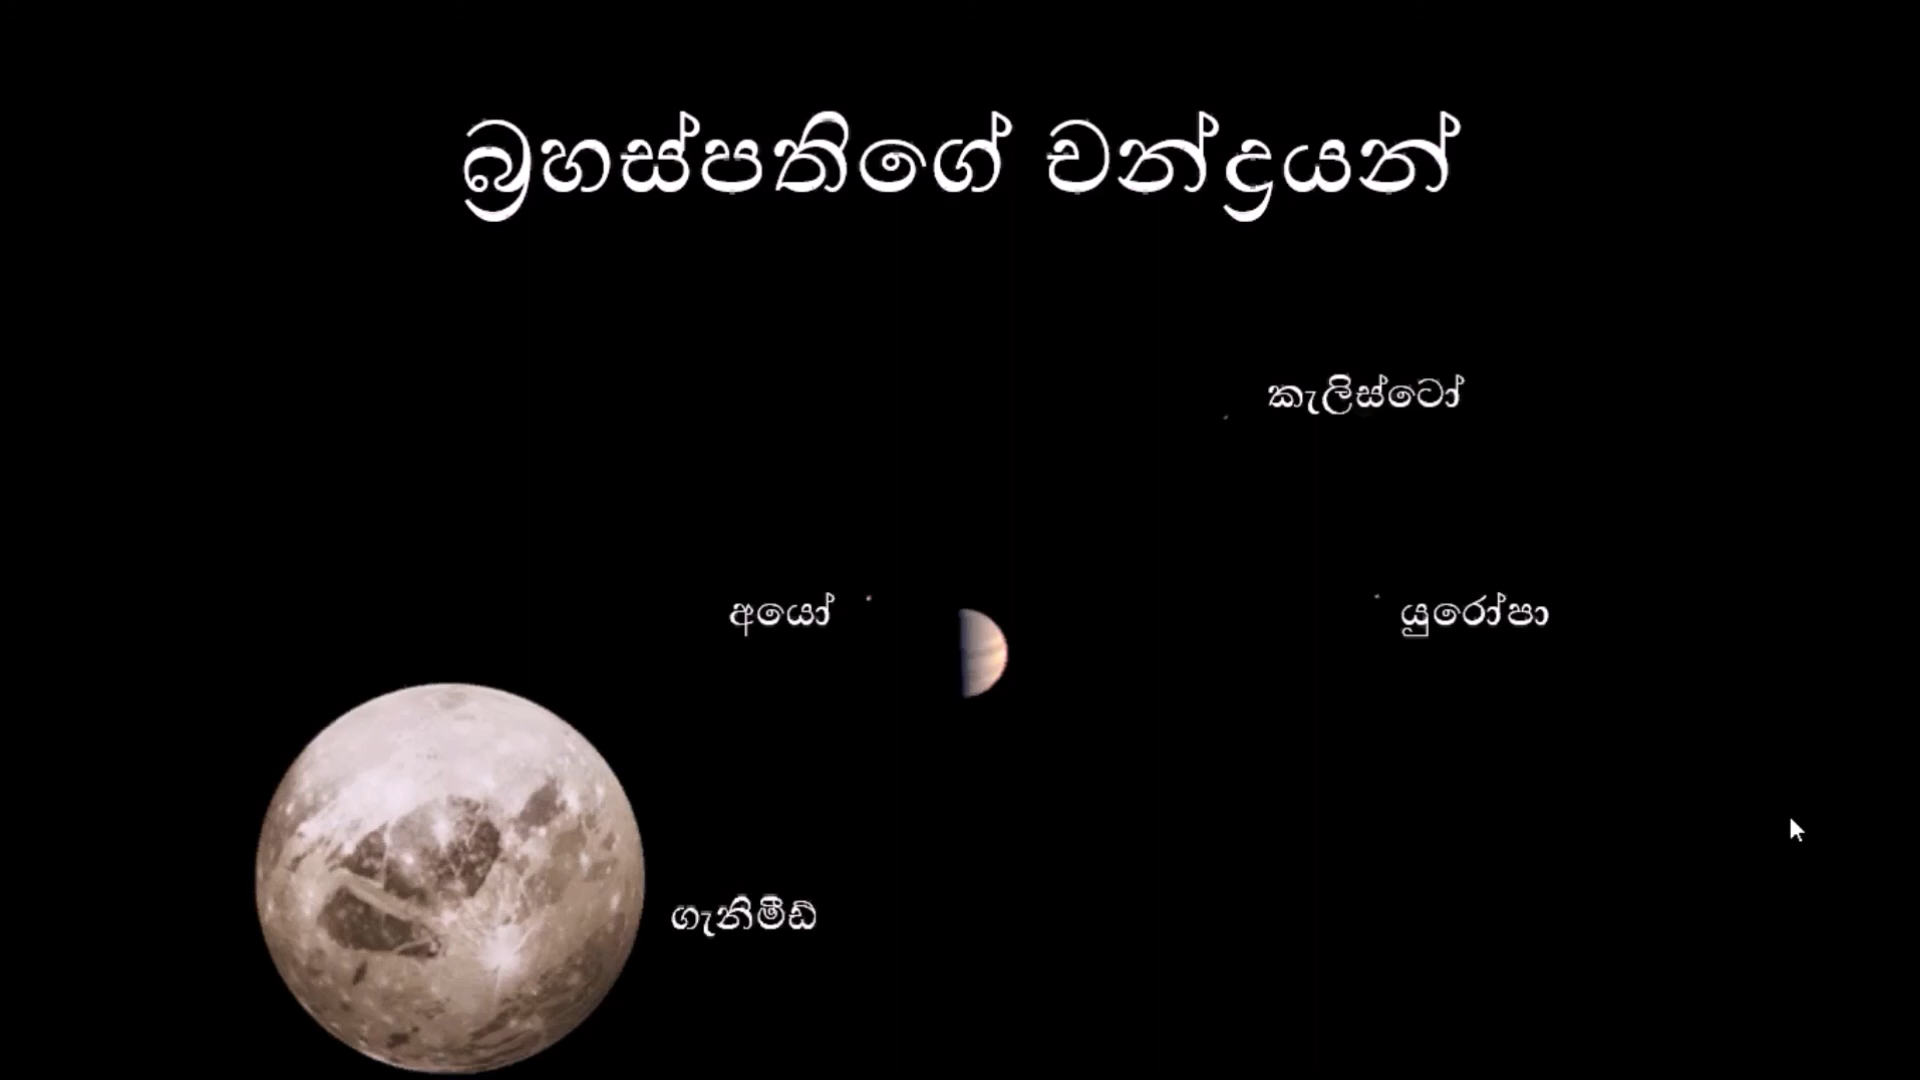 බ්‍රහස්පතිගේ චන්ද්‍රයන්
කැලිස්ටෝ
අයෝ
යුරෝපා
ගැනිමීඩ්